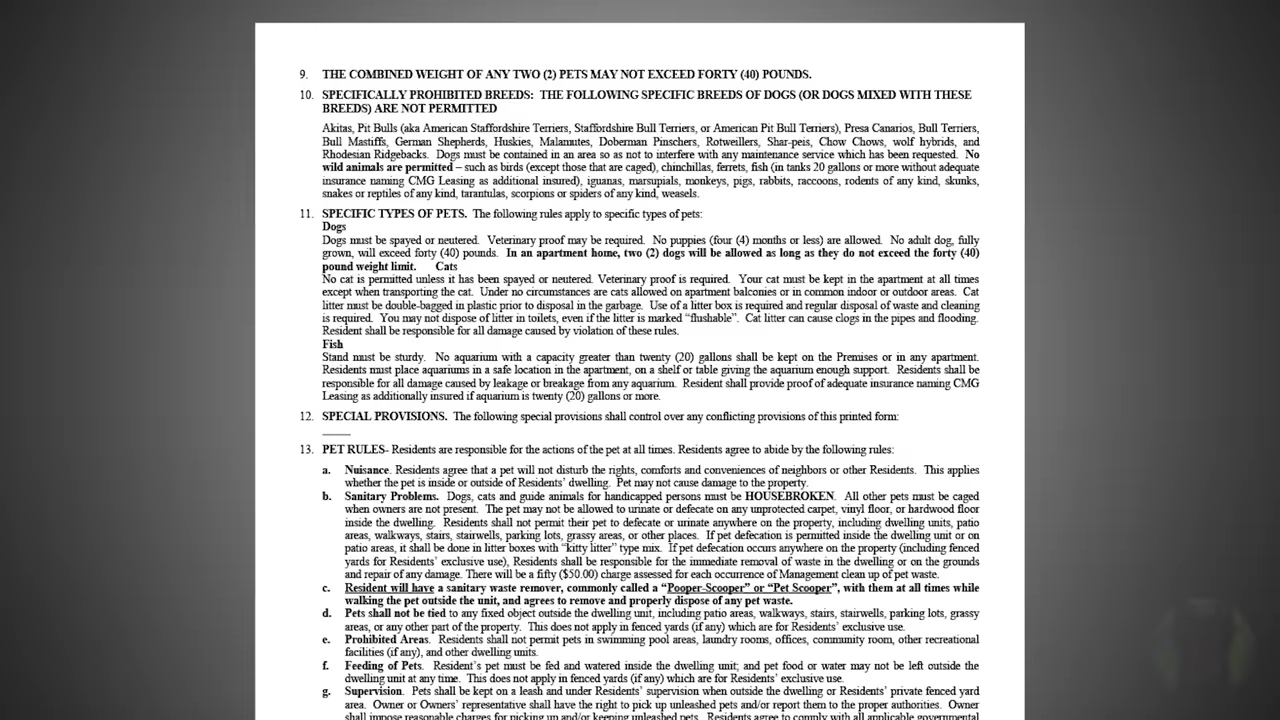 9. THE COMBINED WEIGHT OF ANY TWO (2) PETS MAY NOT EXCEED FORTY (40) POUNDS.
10. SPECIFICALLY PROHIBITED BREEDS: THE FOLLOWING SPECIFIC BREEDS OF DOGS (OR DOGS MIXED WITH THESE
BREEDS) ARE NOT PERMITTED
Akitas, Pit Bulls (aka American Staffordshire Terriers, Staffordshire Bull Terriers, or American Pit Bull Terriers), Presa Canarios, Bull Terriers,
Bull Mastiffs, German Shepherds, Huskies, Malamutes, Doberman Pinschers, Rottweillers, Shar-peis, Chow Chows, wolf hybrids, and
Rhodesian Ridgebacks. Dogs must be contained in an area so as not to interfere with any maintenance service which has been requested. No
wild animals are permitted – such as birds (except those that are caged), chinchillas, ferrets, fish (in tanks 20 gallons or more without adequate
insurance naming CMG Leasing as additional insured), iguanas, marsupials, monkeys, pigs, rabbits, raccoons, rodents of any kind, skunks,
snakes or reptiles of any kind, tarantulas, scorpions or spiders of any kind, weasels.
11. SPECIFIC TYPES OF PETS. The following rules apply to specific types of pets:
Dogs
Dogs must be spayed or neutered. Veterinary proof may be required. No puppies (four (4) months or less) are allowed. No adult dog, fully
grown, will exceed forty (40) pounds. In an apartment home, two (2) dogs will be allowed as long as they do not exceed the forty (40)
pound weight limit. Cats
No cat is permitted unless it has been spayed or neutered. Veterinary proof is required. Your cat must be kept in the apartment at all times
except when transporting the cat. Under no circumstances are cats allowed on apartment balconies or in common indoor or outdoor areas. Cat
litter must be double-bagged in plastic prior to disposal in the garbage. Use of a litter box is required and regular disposal of waste and cleaning
is required. You may not dispose of litter in toilets, even if the litter is marked “flushable”. Cat litter can cause clogs in the pipes and flooding.
Resident shall be responsible for all damage caused by violation of these rules.
Fish
Stand must be sturdy. No aquarium with a capacity greater than twenty (20) gallons shall be kept on the Premises or in any apartment.
Residents must place aquariums in a safe location in the apartment, on a shelf or table giving the aquarium enough support. Residents shall be
responsible for all damage caused by leakage or breakage from any aquarium. Resident shall provide proof of adequate insurance naming CMG
Leasing as additionally insured if aquarium is twenty (20) gallons or more.
12. SPECIAL PROVISIONS. The following special provisions shall control over any conflicting provisions of this printed form:
13. PET RULES- Residents are responsible for the actions of the pet at all times. Residents agree to abide by the following rules:
a. Nuisance. Residents agree that a pet will not disturb the rights, comforts and conveniences of neighbors or other Residents. This applies
whether the pet is inside or outside of Residents’ dwelling. Pet may not cause damage to the property.
b. Sanitary Problems. Dogs, cats and guide animals for handicapped persons must be HOUSEBROKEN. All other pets must be caged
when owners are not present. The pet may not be allowed to urinate or defecate on any unprotected carpet, vinyl floor, or hardwood floor
inside the dwelling. Residents shall not permit their pet to defecate or urinate anywhere on the property, including dwelling units, patio
areas, walkways, stairs, stairwells, parking lots, grassy areas, or other places. If pet defecation is permitted inside the dwelling unit or on
patio areas, it shall be done in litter boxes with “kitty litter” type mix. If pet defecation occurs anywhere on the property (including fenced
yards for Residents’ exclusive use), Residents shall be responsible for the immediate removal of waste in the dwelling or on the grounds
and repair of any damage. There will be a fifty ($50.00) charge assessed for each occurrence of Management clean up of pet waste.
c. Resident will have a sanitary waste remover, commonly called a “Pooper-Scooper” or “Pet Scooper”, with them at all times while
walking the pet outside the unit, and agrees to remove and properly dispose of any pet waste.
d. Pets shall not be tied to any fixed object outside the dwelling unit, including patio areas, walkways, stairs, stairwells, parking lots, grassy
areas, or any other part of the property. This does not apply in fenced yards (if any) which are for Residents’ exclusive use.
e. Prohibited Areas. Residents shall not permit pets in swimming pool areas, laundry rooms, offices, community room, other recreational
facilities (if any), and other dwelling units.
f. Feeding of Pets. Resident’s pet must be fed and watered inside the dwelling unit; and pet food or water may not be left outside the
dwelling unit at any time. This does not apply in fenced yards (if any) which are for Residents’ exclusive use.
g. Supervision. Pets shall be kept on a leash and under Residents’ supervision when outside the dwelling or Residents’ private fenced yard
area. Owner or Owners’ representative shall have the right to pick up unleashed pets and/or report them to the proper authorities. Owner
shall impose reasonable charges for picking up and/or keeping unleashed pets. Residents agree to comply with all applicable governmental